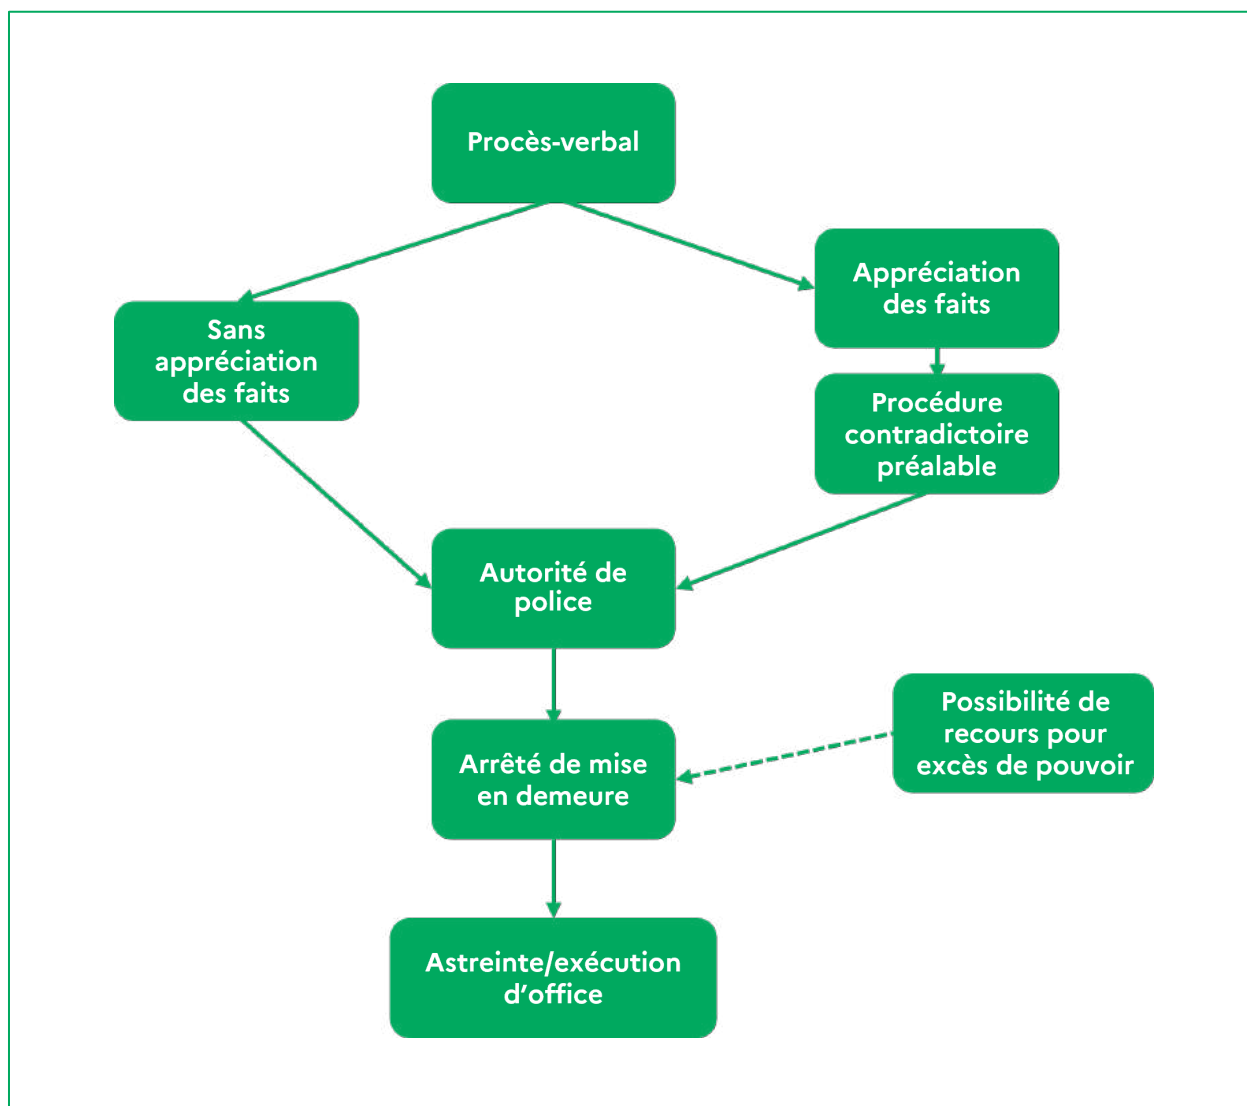 Procès-verbal
Appréciation
des faits
Sans
appréciation
des faits
Procédure
contradictoire
préalable
Autorité de
police
Possibilité de
recours pour
excès de pouvoir
Arrêté de mise
en demeure
Astreinte/exécution
d’office